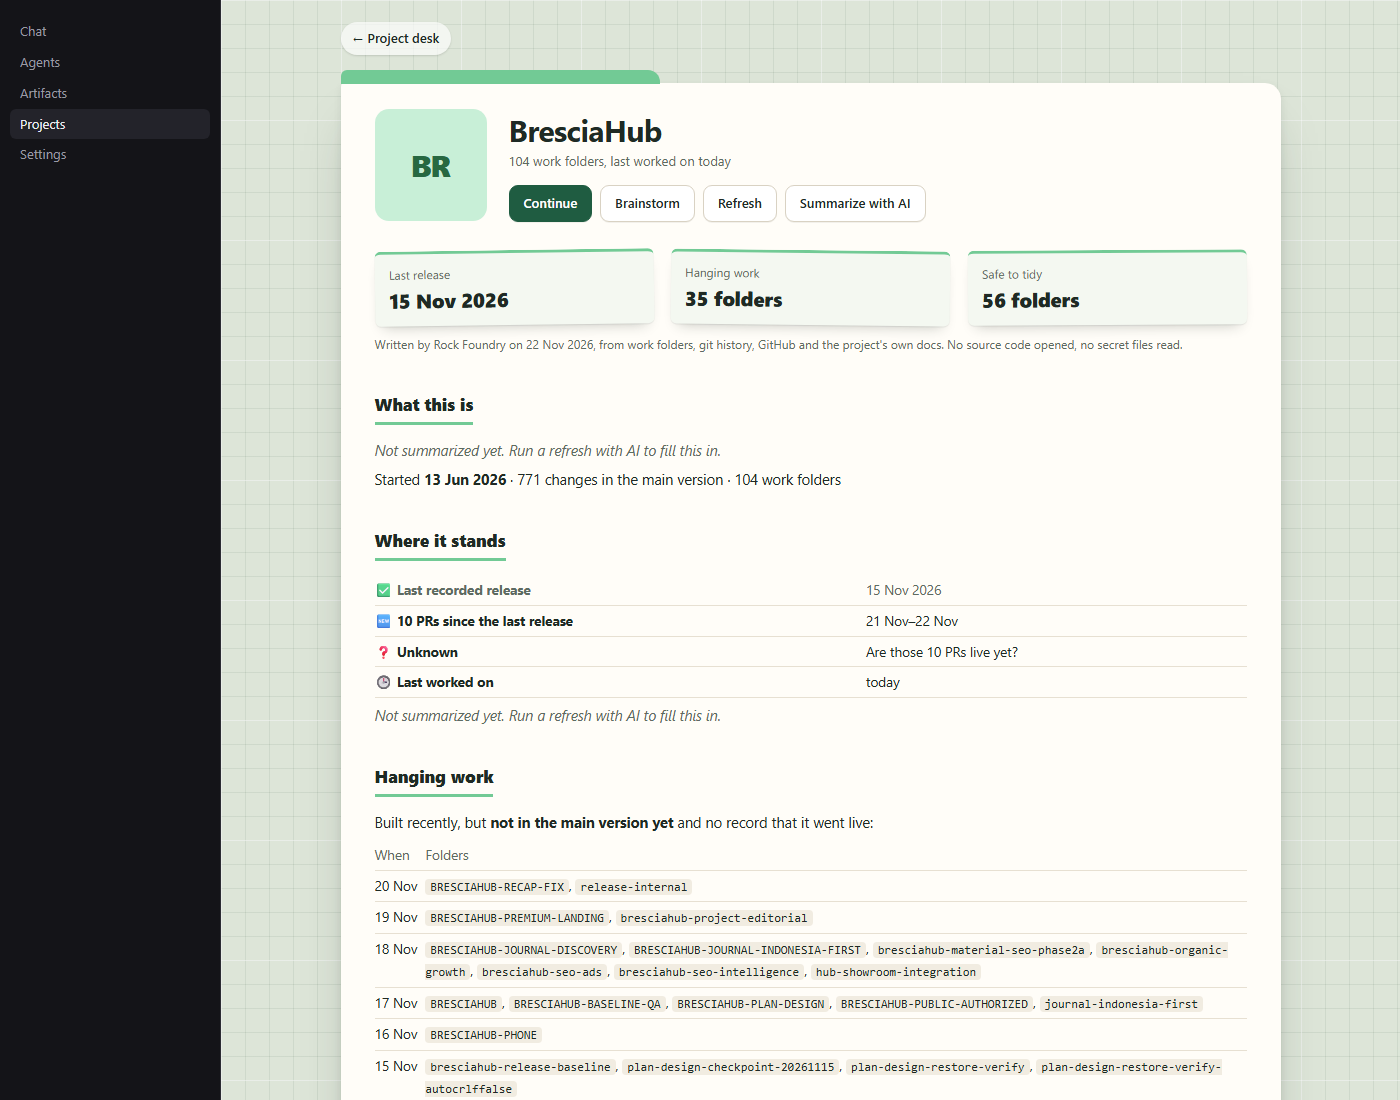 Chat
Agents
Artifacts
Projects
Settings
← Project desk
BR
BresciaHub
104 work folders, last worked on today
Continue
Brainstorm
Refresh
Summarize with AI
Last release
15 Nov 2026
Hanging work
35 folders
Safe to tidy
56 folders
Written by Rock Foundry on 22 Nov 2026, from work folders, git history, GitHub and the project's own docs. No source code opened, no secret files read.
What this is
Not summarized yet. Run a refresh with AI to fill this in.
Started 13 Jun 2026 · 771 changes in the main version · 104 work folders
Where it stands
✅ Last recorded release 15 Nov 2026
🆕 10 PRs since the last release 21 Nov–22 Nov
❓ Unknown Are those 10 PRs live yet?
🕒 Last worked on today
Not summarized yet. Run a refresh with AI to fill this in.
Hanging work
Built recently, but not in the main version yet and no record that it went live:
When Folders
20 Nov BRESCIAHUB-RECAP-FIX, release-internal
19 Nov BRESCIAHUB-PREMIUM-LANDING, bresciahub-project-editorial
18 Nov BRESCIAHUB-JOURNAL-DISCOVERY, BRESCIAHUB-JOURNAL-INDONESIA-FIRST, bresciahub-material-seo-phase2a, bresciahub-organic-
growth, bresciahub-seo-ads, bresciahub-seo-intelligence, hub-showroom-integration
17 Nov BRESCIAHUB, BRESCIAHUB-BASELINE-QA, BRESCIAHUB-PLAN-DESIGN, BRESCIAHUB-PUBLIC-AUTHORIZED, journal-indonesia-first
16 Nov BRESCIAHUB-PHONE
15 Nov bresciahub-release-baseline, plan-design-checkpoint-20261115, plan-design-restore-verify, plan-design-restore-verify-
autocrlffalse